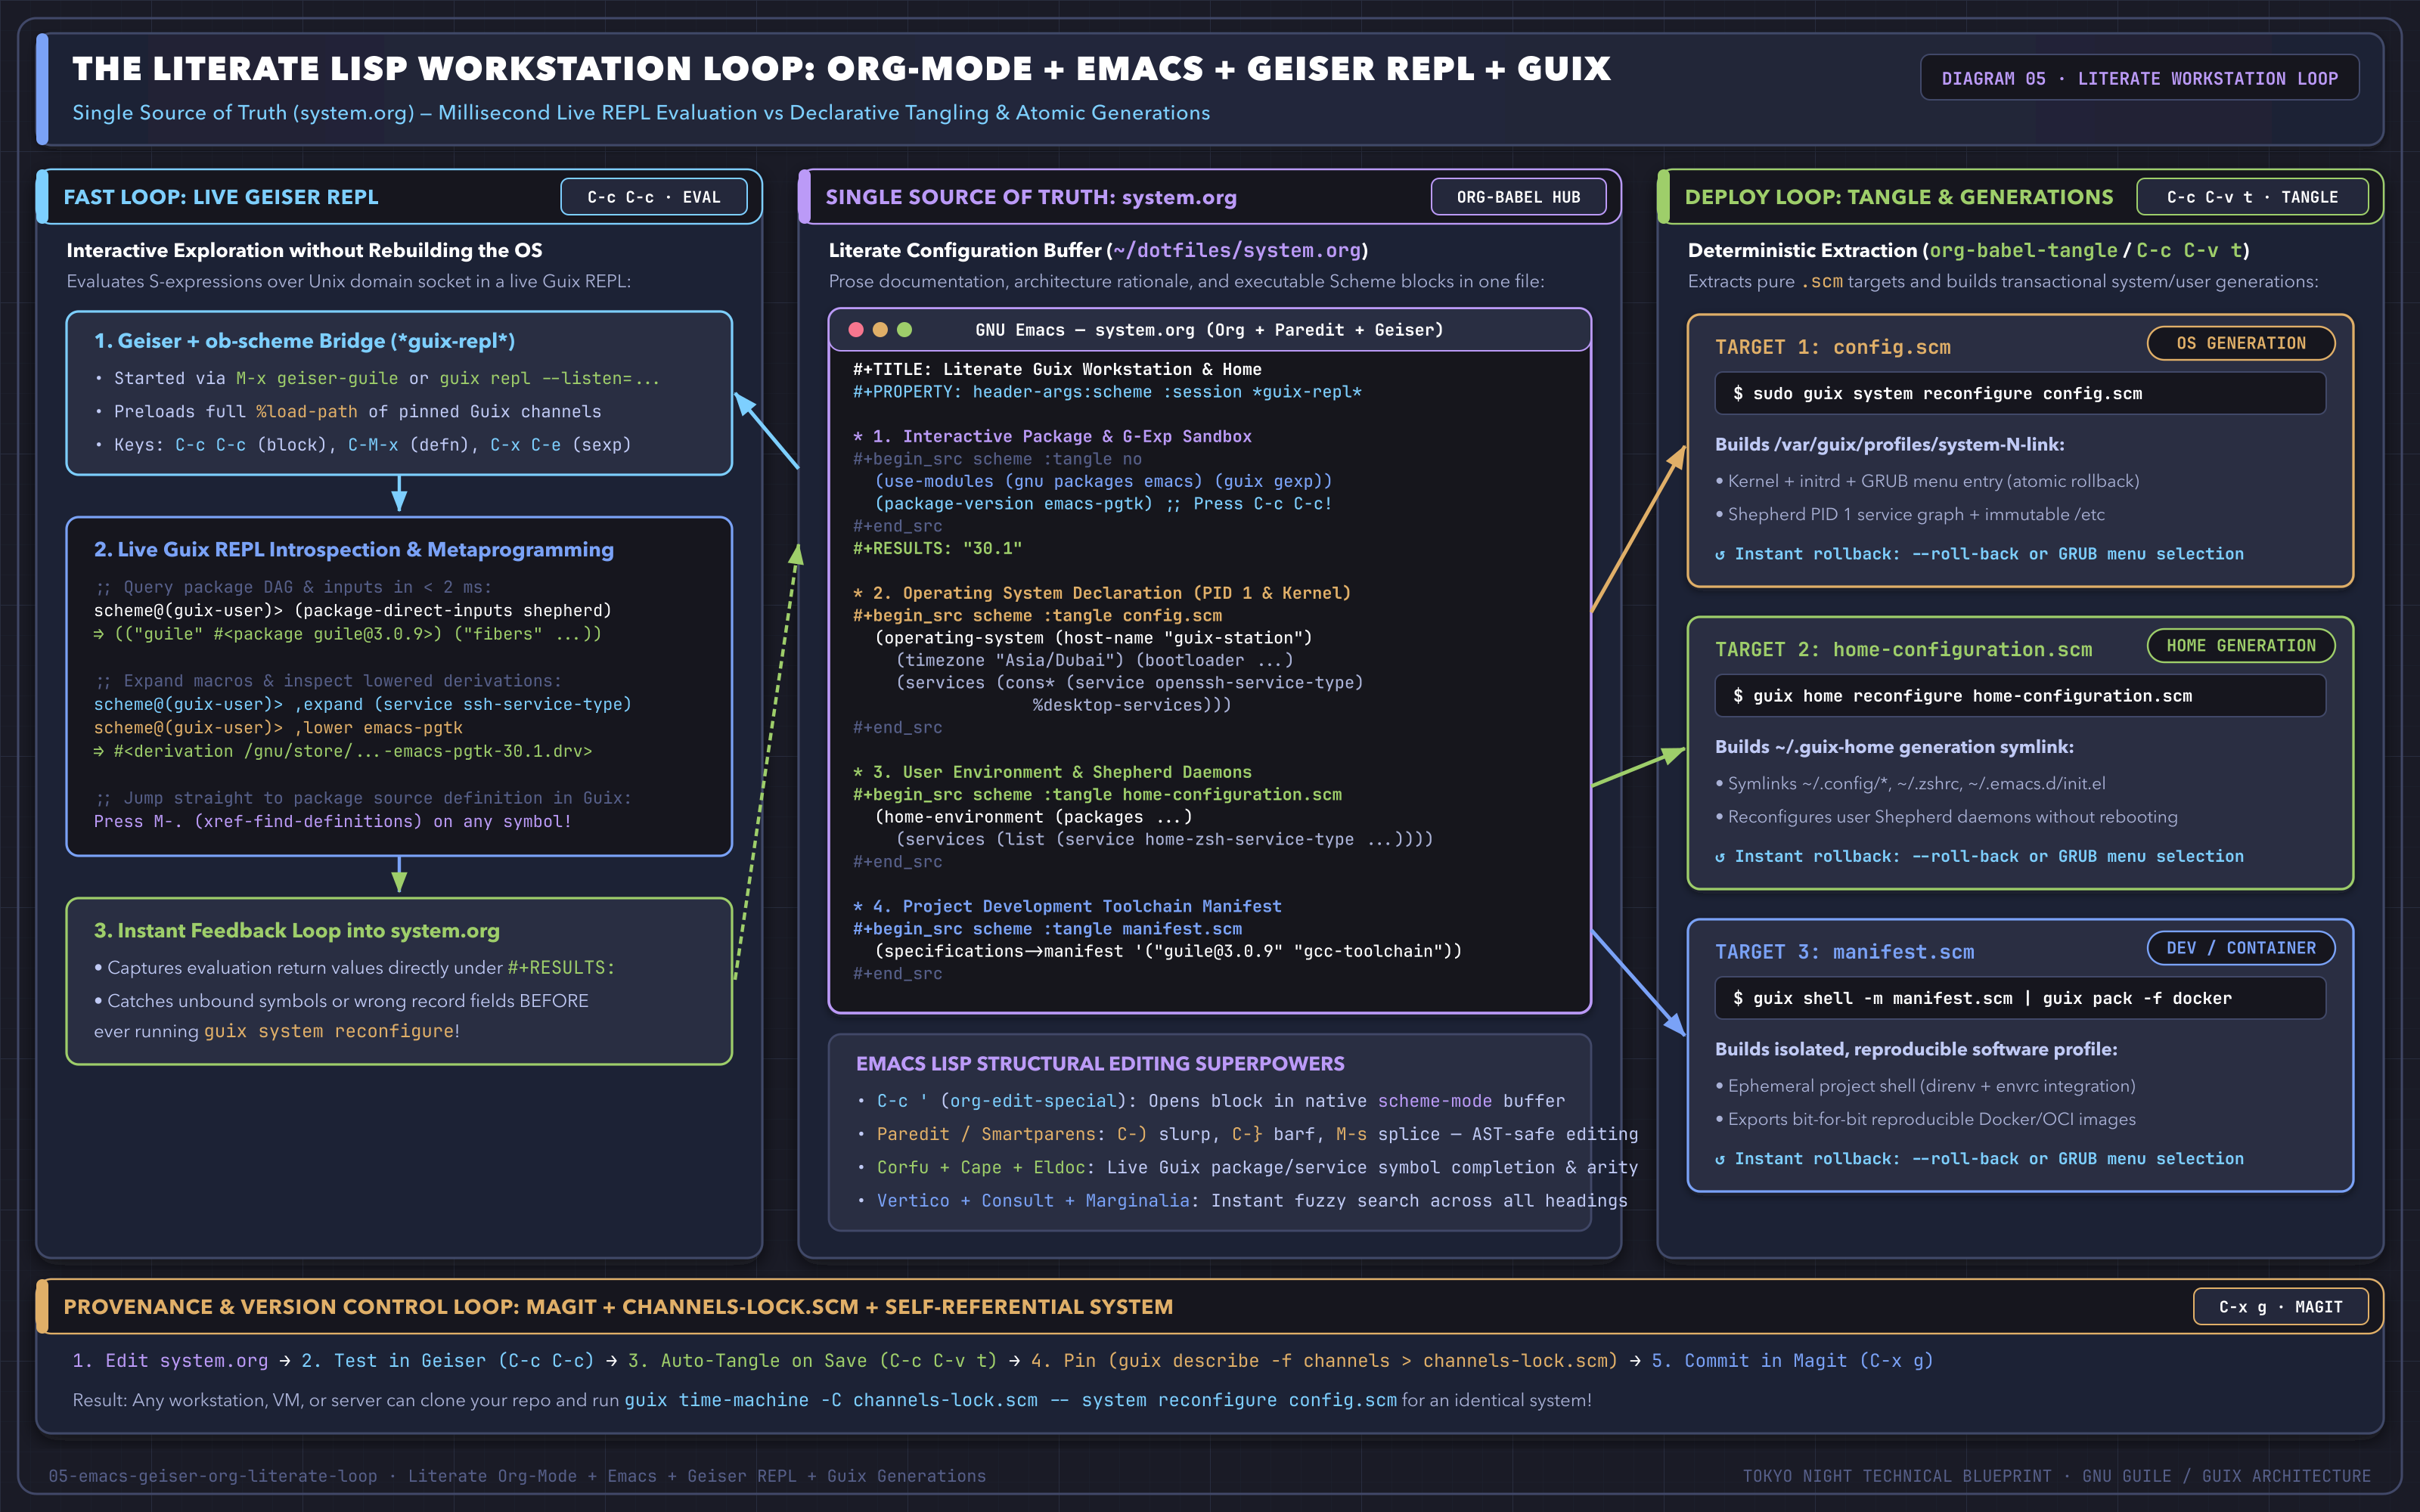 THE LITERATE LISP WORKSTATION LOOP: ORG-MODE + EMACS + GEISER REPL + GUIX
Single Source of Truth (system.org) — Millisecond Live REPL Evaluation vs Declarative Tangling & Atomic Generations
DIAGRAM 05 · LITERATE WORKSTATION LOOP
FAST LOOP: LIVE GEISER REPL
C-c C-c · EVAL
Interactive Exploration without Rebuilding the OS
Evaluates S-expressions over Unix domain socket in a live Guix REPL:
1. Geiser + ob-scheme Bridge (*guix-repl*)
• Started via M-x geiser-guile or guix repl --listen=...
• Preloads full %load-path of pinned Guix channels
• Keys: C-c C-c (block), C-M-x (defn), C-x C-e (sexp)
2. Live Guix REPL Introspection & Metaprogramming
;; Query package DAG & inputs in < 2 ms:
scheme@(guix-user)> (package-direct-inputs shepherd)
⇒ (("guile" #<package guile@3.0.9>) ("fibers" ...))
;; Expand macros & inspect lowered derivations:
scheme@(guix-user)> ,expand (service ssh-service-type)
scheme@(guix-user)> ,lower emacs-pgtk
⇒ #<derivation /gnu/store/...-emacs-pgtk-30.1.drv>
;; Jump straight to package source definition in Guix:
Press M-. (xref-find-definitions) on any symbol!
3. Instant Feedback Loop into system.org
• Captures evaluation return values directly under #+RESULTS:
• Catches unbound symbols or wrong record fields BEFORE
ever running guix system reconfigure!
SINGLE SOURCE OF TRUTH: system.org
ORG-BABEL HUB
Literate Configuration Buffer (~/dotfiles/system.org)
Prose documentation, architecture rationale, and executable Scheme blocks in one file:
GNU Emacs — system.org (Org + Paredit + Geiser)
#+TITLE: Literate Guix Workstation & Home
#+PROPERTY: header-args:scheme :session *guix-repl*
* 1. Interactive Package & G-Exp Sandbox
#+begin_src scheme :tangle no
(use-modules (gnu packages emacs) (guix gexp))
(package-version emacs-pgtk) ;; Press C-c C-c!
#+end_src
#+RESULTS: "30.1"
* 2. Operating System Declaration (PID 1 & Kernel)
#+begin_src scheme :tangle config.scm
(operating-system (host-name "guix-station")
(timezone "Asia/Dubai") (bootloader ...)
(services (cons* (service openssh-service-type)
%desktop-services)))
#+end_src
* 3. User Environment & Shepherd Daemons
#+begin_src scheme :tangle home-configuration.scm
(home-environment (packages ...)
(services (list (service home-zsh-service-type ...))))
#+end_src
* 4. Project Development Toolchain Manifest
#+begin_src scheme :tangle manifest.scm
(specifications->manifest '("guile@3.0.9" "gcc-toolchain"))
#+end_src
EMACS LISP STRUCTURAL EDITING SUPERPOWERS
• C-c ' (org-edit-special): Opens block in native scheme-mode buffer
• Paredit / Smartparens: C-) slurp, C-} barf, M-s splice — AST-safe editing
• Corfu + Cape + Eldoc: Live Guix package/service symbol completion & arity
• Vertico + Consult + Marginalia: Instant fuzzy search across all headings
DEPLOY LOOP: TANGLE & GENERATIONS
C-c C-v t · TANGLE
Deterministic Extraction (org-babel-tangle / C-c C-v t)
Extracts pure .scm targets and builds transactional system/user generations:
TARGET 1: config.scm
OS GENERATION
$ sudo guix system reconfigure config.scm
Builds /var/guix/profiles/system-N-link:
• Kernel + initrd + GRUB menu entry (atomic rollback)
• Shepherd PID 1 service graph + immutable /etc
↺ Instant rollback: --roll-back or GRUB menu selection
TARGET 2: home-configuration.scm
HOME GENERATION
$ guix home reconfigure home-configuration.scm
Builds ~/.guix-home generation symlink:
• Symlinks ~/.config/*, ~/.zshrc, ~/.emacs.d/init.el
• Reconfigures user Shepherd daemons without rebooting
↺ Instant rollback: --roll-back or GRUB menu selection
TARGET 3: manifest.scm
DEV / CONTAINER
$ guix shell -m manifest.scm | guix pack -f docker
Builds isolated, reproducible software profile:
• Ephemeral project shell (direnv + envrc integration)
• Exports bit-for-bit reproducible Docker/OCI images
↺ Instant rollback: --roll-back or GRUB menu selection
PROVENANCE & VERSION CONTROL LOOP: MAGIT + CHANNELS-LOCK.SCM + SELF-REFERENTIAL SYSTEM
C-x g · MAGIT
1. Edit system.org → 2. Test in Geiser (C-c C-c) → 3. Auto-Tangle on Save (C-c C-v t) → 4. Pin (guix describe -f channels > channels-lock.scm) → 5. Commit in Magit (C-x g)
Result: Any workstation, VM, or server can clone your repo and run guix time-machine -C channels-lock.scm -- system reconfigure config.scm for an identical system!
05-emacs-geiser-org-literate-loop · Literate Org-Mode + Emacs + Geiser REPL + Guix Generations
TOKYO NIGHT TECHNICAL BLUEPRINT · GNU GUILE / GUIX ARCHITECTURE